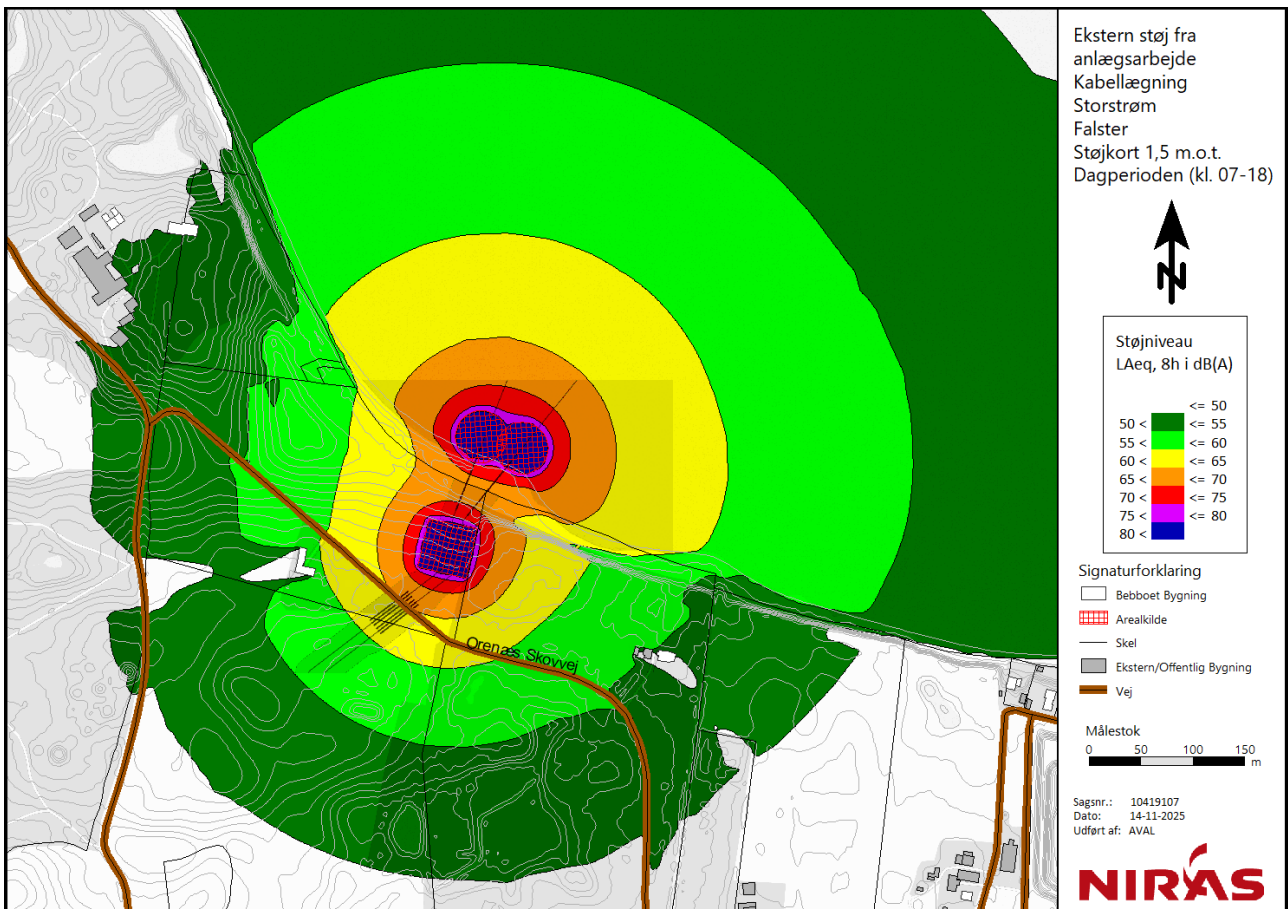 Ekstern støj fra
anlægsarbejde
Kabellægning
Storstrøm
Falster
Støjkort 1,5 m.o.t.
Dagperioden (kl. 07-18)
N
Støjniveau
LAeq, 8h i dB(A)
<= 50
50 < <= 55
55 < <= 60
60 < <= 65
65 < <= 70
70 < <= 75
75 < <= 80
80 <
Signaturforklaring
Bebboet Bygning
Arealkilde
Skel
Ekstern/Offentlig Bygning
Vej
Målestok
0 50 100 150
m
Sagsnr.: 10419107
Dato: 14-11-2025
Udført af: AVAL
NIRÁS
Orenæs Skovvej